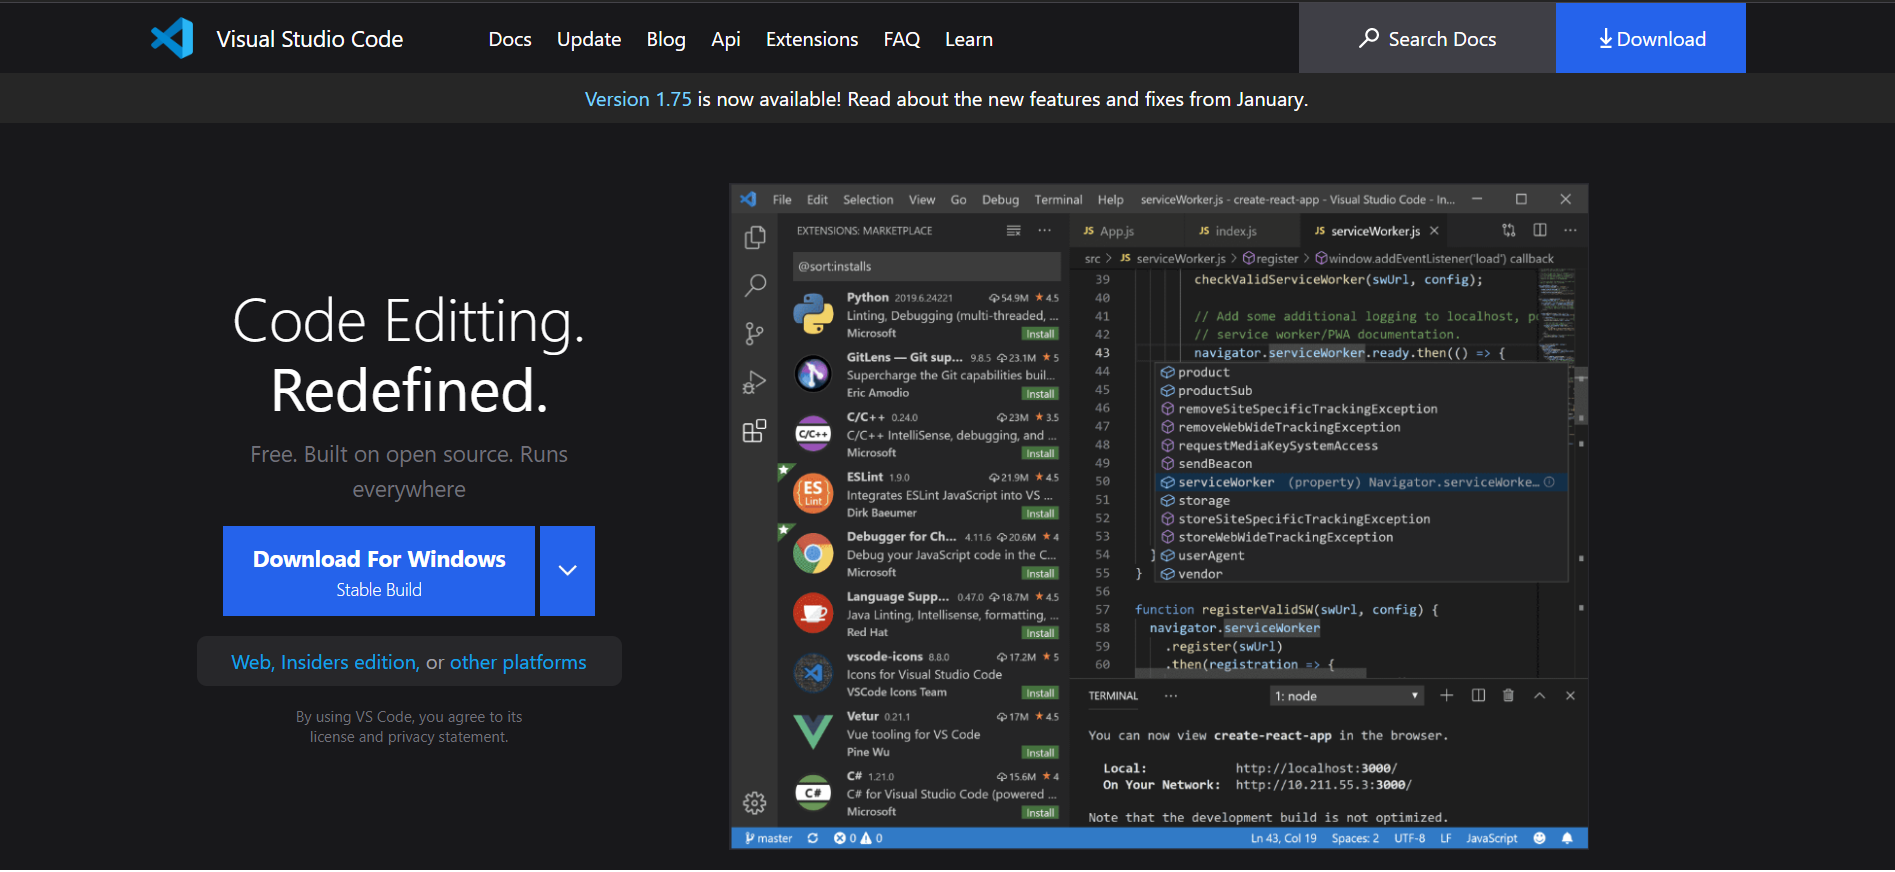 Visual Studio Code Docs Update Blog Api Extensions FAQ Learn Search Docs Download
Version 1.75 is now available! Read about the new features and fixes from January.
Code Editting.
Redefined.
Free. Built on open source. Runs
everywhere
Download For Windows
Stable Build
Web, Insiders edition, or other platforms
By using VS Code, you agree to its
license and privacy statement.
File Edit Selection View Go Debug Terminal Help serviceWorker.js - create-react-app - Visual Studio Code - In...
EXTENSIONS: MARKETPLACE
@sort:installs
Python 2019.6.24221 54.9M ★ 4.5
Linting, Debugging (multi-threaded, ...
Microsoft Install
GitLens — Git sup... 9.8.5 23.1M ★ 5
Supercharge the Git capabilities buil...
Eric Amodio Install
C/C++ C/C++ 0.24.0 23M ★ 3.5
C/C++ IntelliSense, debugging, and ...
Microsoft Install
ES Lint ESLint 1.9.0 21.9M ★ 4.5
Integrates ESLint JavaScript into VS ...
Dirk Baeumer Install
Debugger for Ch... 4.11.6 20.6M ★ 4
Debug your JavaScript code in the C...
Microsoft Install
Language Supp... 0.47.0 18.7M ★ 4.5
Java Linting, Intellisense, formatting, ...
Red Hat Install
vscode-icons 8.8.0 17.2M ★ 5
Icons for Visual Studio Code
VSCode Icons Team Install
Vetur 0.21.1 17M ★ 4.5
Vue tooling for VS Code
Pine Wu Install
C# C# 1.21.0 15.6M ★ 4
C# for Visual Studio Code (powered ...
Microsoft Install
JS App.js JS index.js JS serviceWorker.js
src > JS serviceWorker.js > register > window.addEventListener('load') callback
39 checkValidServiceWorker(swUrl, config);
40
41 // Add some additional logging to localhost, po
42 // service worker/PWA documentation.
43 navigator.serviceWorker.ready.then(() => {
44 product
45 productSub
46 removeSiteSpecificTrackingException
47 removeWebWideTrackingException
48 requestMediaKeySystemAccess
49 sendBeacon
50 serviceWorker (property) Navigator.serviceWorke...
51 storage
52 storeSiteSpecificTrackingException
53 storeWebWideTrackingException
54 } userAgent
55 } vendor
56
57 function registerValidSW(swUrl, config) {
58 navigator.serviceWorker
59 .register(swUrl)
60 .then(registration => {
TERMINAL ... 1: node
You can now view create-react-app in the browser.
Local: http://localhost:3000/
On Your Network: http://10.211.55.3:3000/
Note that the development build is not optimized.
master 0 0 Ln 43, Col 19 Spaces: 2 UTF-8 LF JavaScript